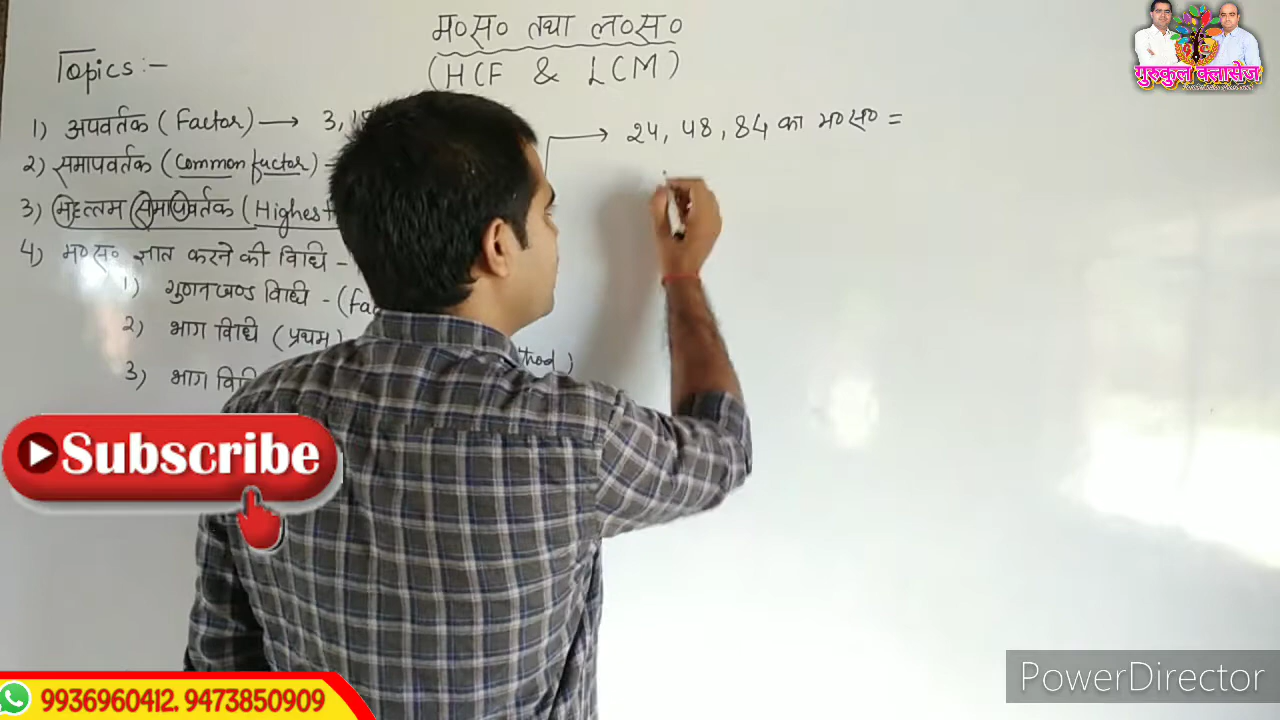 म०स० तथा ल०स०
(HCF & LCM)
Topics:-
1) अपवर्तक (Factor) → 3,
2) समापवर्तक (Common factor) -
3) महत्तम समापवर्तक (Highest
4) म०स० ज्ञात करने की विधि -
1) गुणनखण्ड विधि - (Fac
2) भाग विधि (प्रथम)
thod)
3) भाग विधि
→ 24, 48, 84 का म०स० =
गुरुकुल क्लासेज
Subscribe
9936960412. 9473850909
PowerDirector